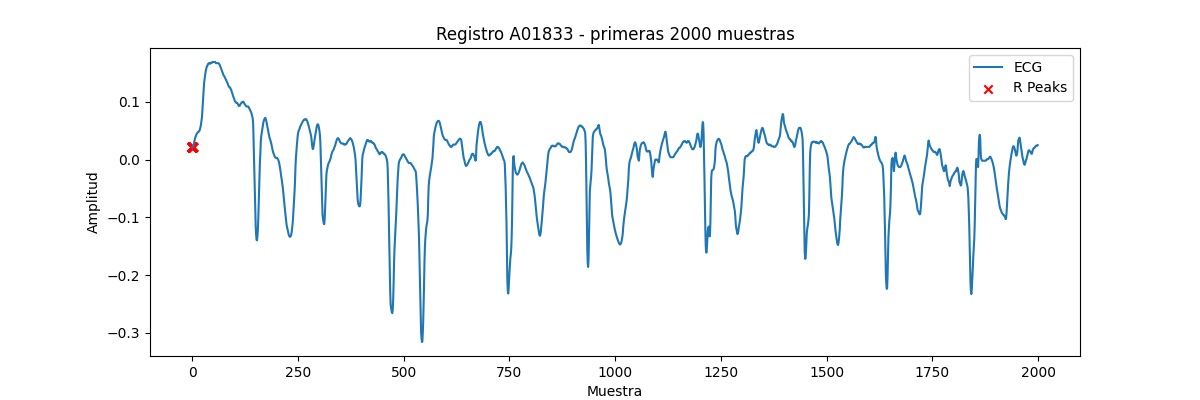 Registro A01833 - primeras 2000 muestras
ECG
R Peaks
Amplitud
0.1
0.0
−0.1
−0.2
−0.3
0 250 500 750 1000 1250 1500 1750 2000
Muestra